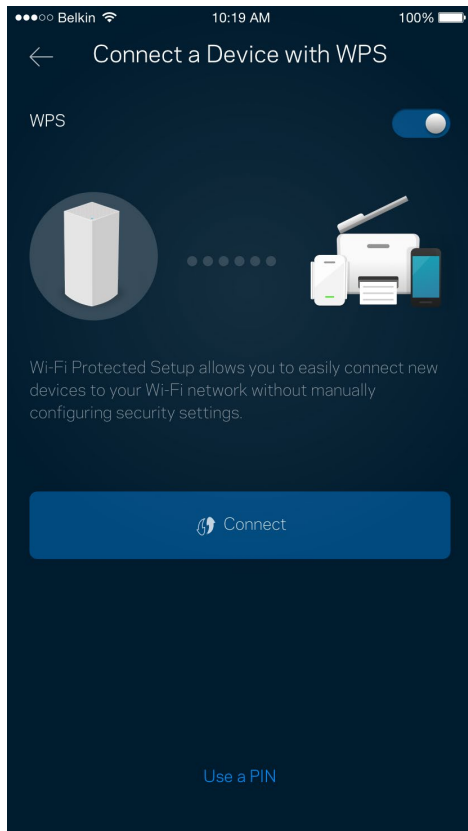 Belkin 10:19 AM 100%
Connect a Device with WPS
WPS
Wi-Fi Protected Setup allows you to easily connect new
devices to your Wi-Fi network without manually
configuring security settings.
Connect
Use a PIN